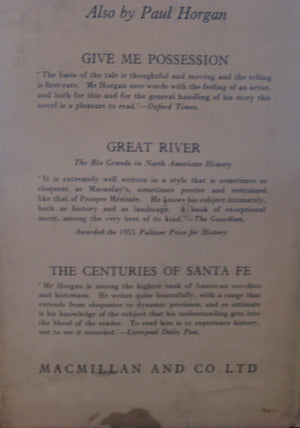 Also by Paul Horgan
GIVE ME POSSESSION
' The basis of the tale is thoughtful and moving and the telling
is first-rate. Mr Horgan uses words with the feeling of an artist,
and both for this and for the general handling of his story this
novel is a pleasure to read.'—Oxford Times.
GREAT RIVER
The Rio Grande in North American History
' It is extremely well written in a style that is sometimes as
eloquent as Macaulay's, sometimes precise and restrained
like that of Prosper Mérimée. He knows his subject intimately,
both as history and as landscape. A book of exceptional
merit, among the very best of its kind.'—The Guardian.
Awarded the 1955 Pulitzer Prize for History.
THE CENTURIES OF SANTA FE
' Mr Horgan is among the highest rank of American novelists
and historians. He writes quite beautifully, with a range that
extends from eloquence to dynamic precision, and so intimate
is his knowledge of the subject that his understanding gets into
the blood of the reader. To read him is to experience history,
not to see it recorded.'—Liverpool Daily Post.
MACMILLAN AND CO LTD